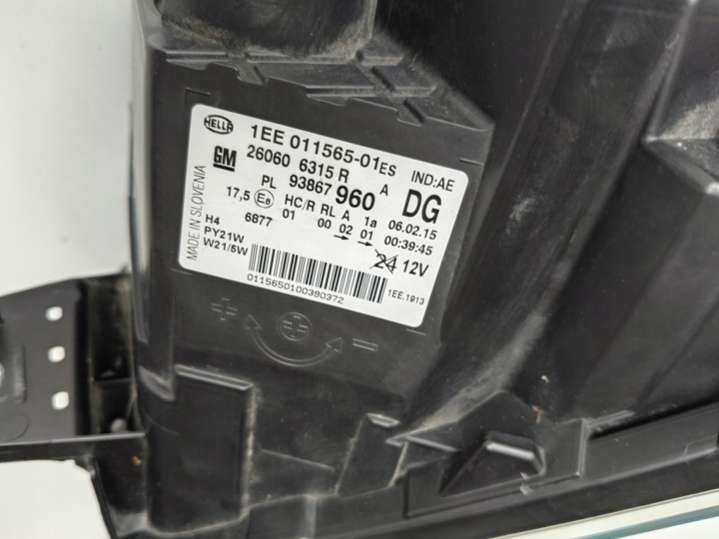 HELLA
1EE 011565-01ES IND:AE
GM 26060 6315 R A
PL 93867 960 DG
17,5 E8 HC/R RL A 1a 06.02.15
6877 01 00 02 01 00:39:45
H4
PY21W 24 12V
W21/5W
0115650100390372 1EE.1913
MADE IN SLOVENIA
+ + −